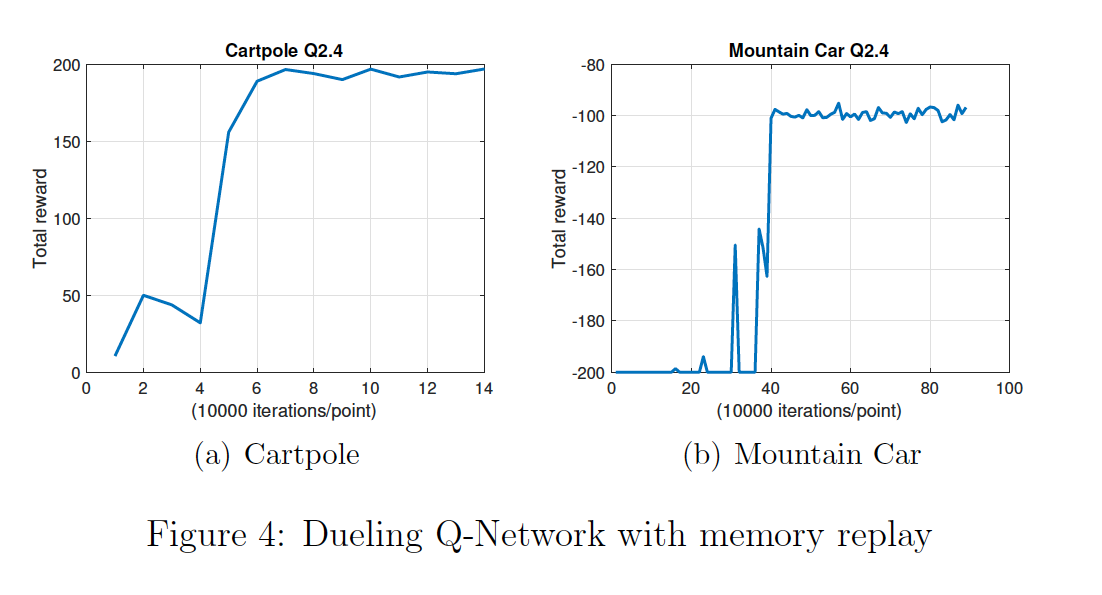 Cartpole Q2.4
200
150
100
50
0
Total reward
0 2 4 6 8 10 12 14
(10000 iterations/point)
(a) Cartpole
Mountain Car Q2.4
-80
-100
-120
-140
-160
-180
-200
Total reward
0 20 40 60 80 100
(10000 iterations/point)
(b) Mountain Car
Figure 4: Dueling Q-Network with memory replay